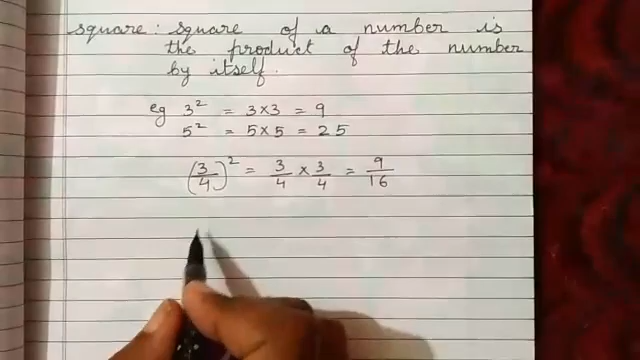 square : square of a number is
the product of the number
by itself.
eg 3² = 3×3 = 9
5² = 5×5 = 25
(3/4)² = 3/4 × 3/4 = 9/16